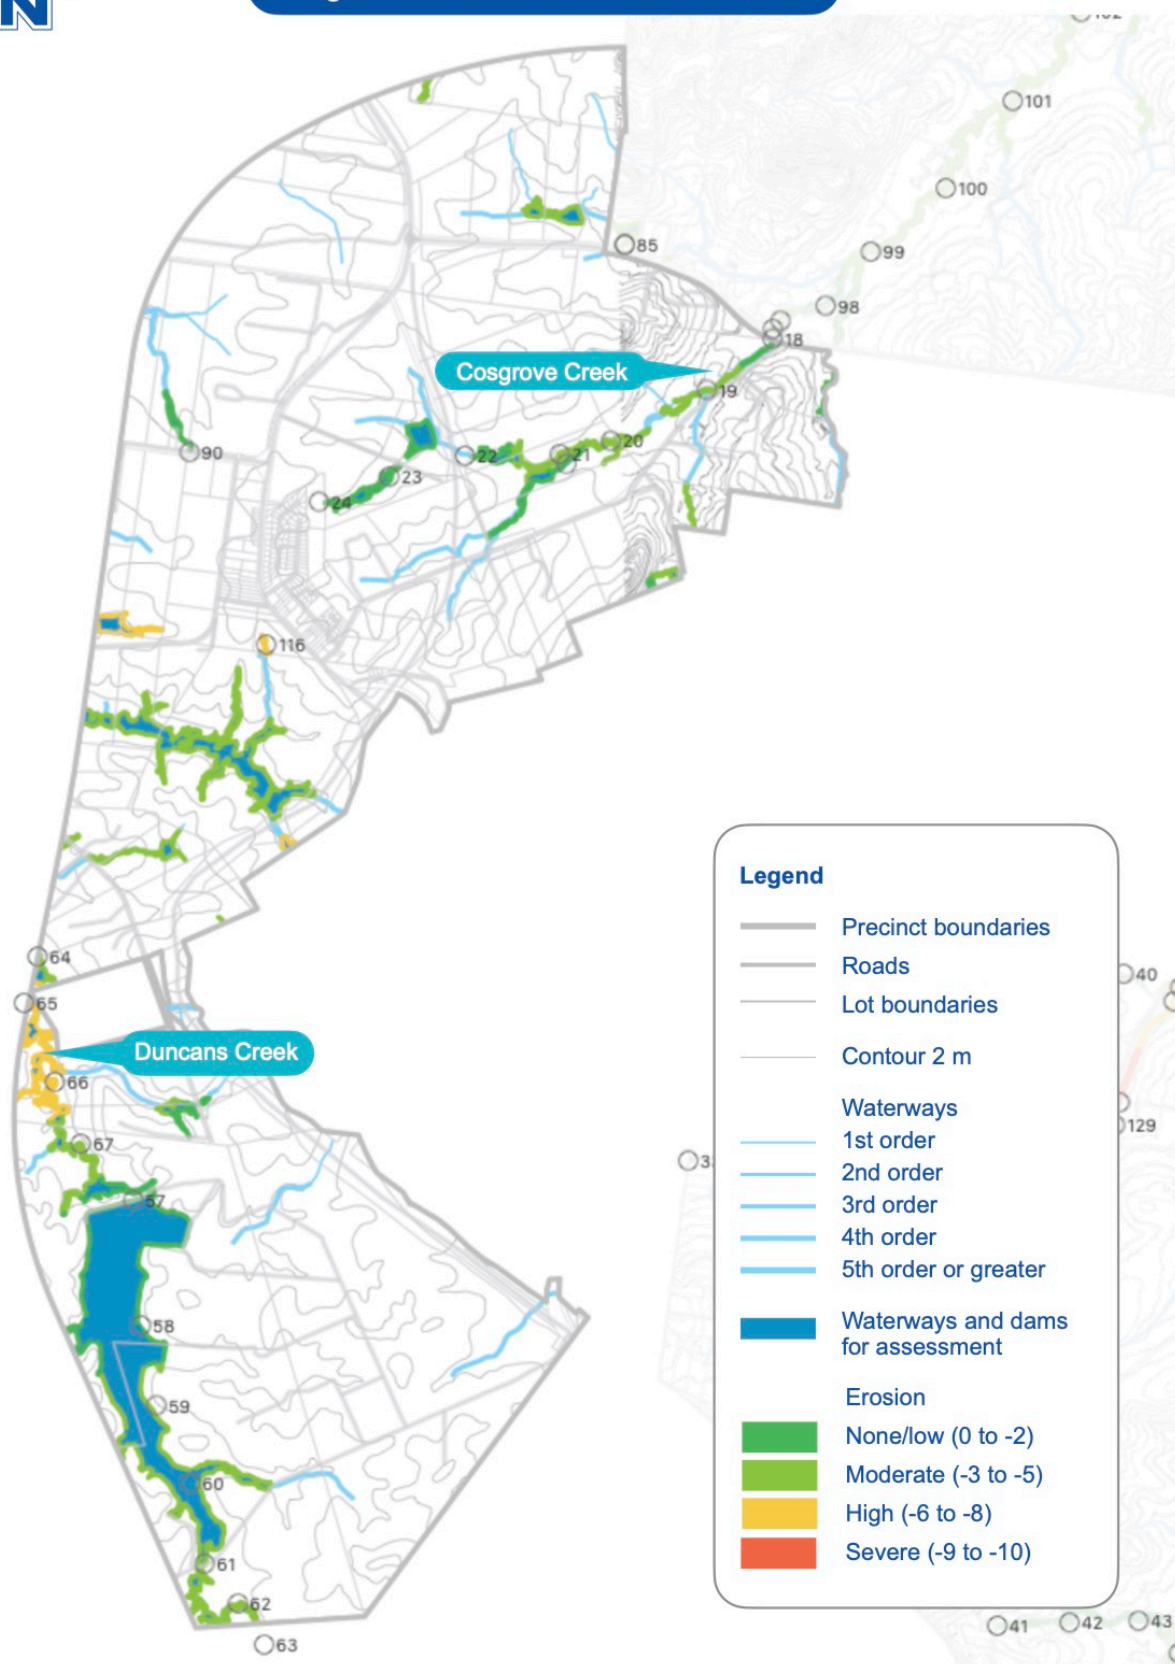 N
102
101
100
85
99
98
18
Cosgrove Creek
19
20
22
21
90
23
24
116
64
65
Duncans Creek
66
67
57
58
59
60
61
62
63
Legend
Precinct boundaries
Roads
Lot boundaries
Contour 2 m
Waterways
1st order
2nd order
3rd order
4th order
5th order or greater
Waterways and dams
for assessment
Erosion
None/low (0 to -2)
Moderate (-3 to -5)
High (-6 to -8)
Severe (-9 to -10)
40
129
3
41
42
43